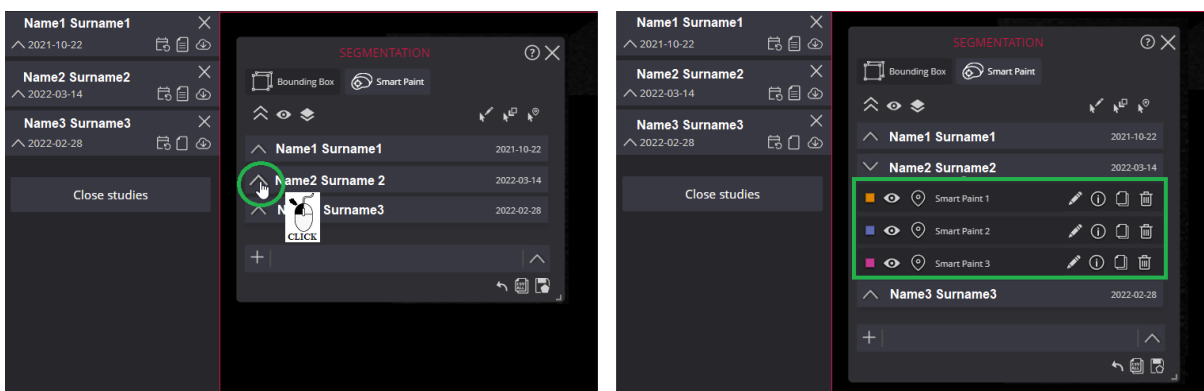 Name1 Surname1
2021-10-22
Name2 Surname2
2022-03-14
Name3 Surname3
2022-02-28
Close studies
SEGMENTATION
Bounding Box
Smart Paint
Name1 Surname1 2021-10-22
Name2 Surname 2 2022-03-14
N Surname3 2022-02-28
CLICK
Name1 Surname1
2021-10-22
Name2 Surname2
2022-03-14
Name3 Surname3
2022-02-28
Close studies
SEGMENTATION
Bounding Box
Smart Paint
Name1 Surname1 2021-10-22
Name2 Surname2 2022-03-14
Smart Paint 1
Smart Paint 2
Smart Paint 3
Name3 Surname3 2022-02-28